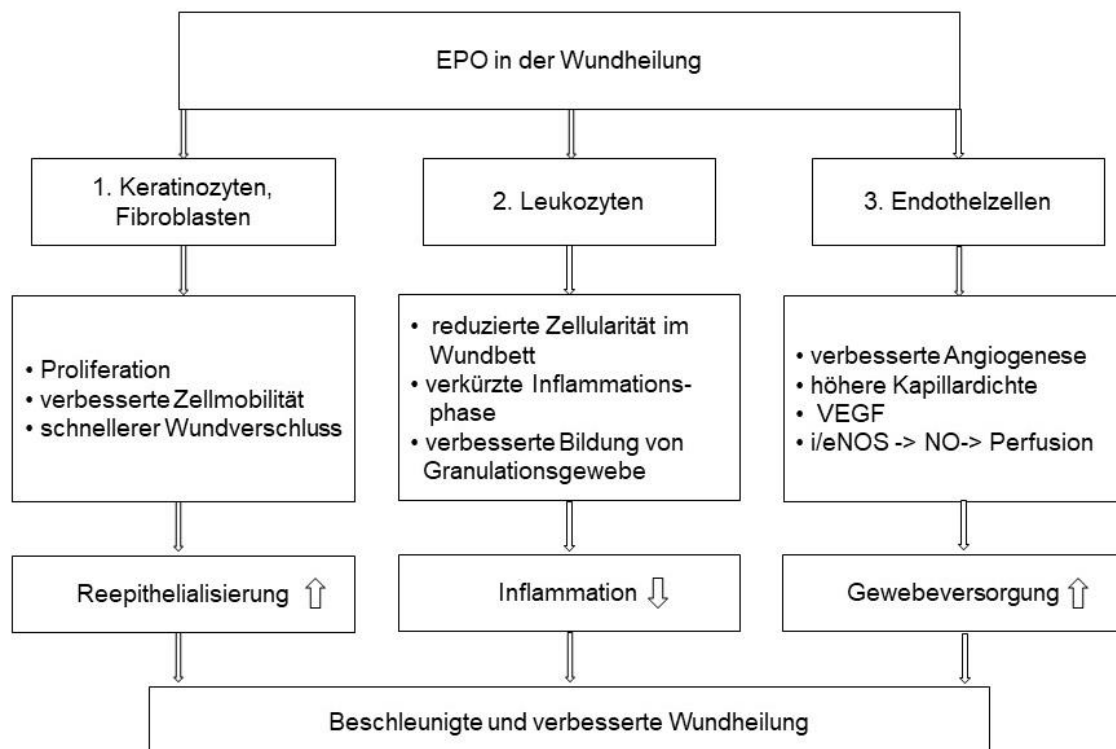 EPO in der Wundheilung
1. Keratinozyten,
Fibroblasten
2. Leukozyten
3. Endothelzellen
• Proliferation
• verbesserte Zellmobilität
• schnellerer Wundverschluss
• reduzierte Zellularität im
Wundbett
• verkürzte Inflammations-
phase
• verbesserte Bildung von
Granulationsgewebe
• verbesserte Angiogenese
• höhere Kapillardichte
• VEGF
• i/eNOS -> NO-> Perfusion
Reepithelialisierung ⇧
Inflammation ⇩
Gewebeversorgung ⇧
Beschleunigte und verbesserte Wundheilung